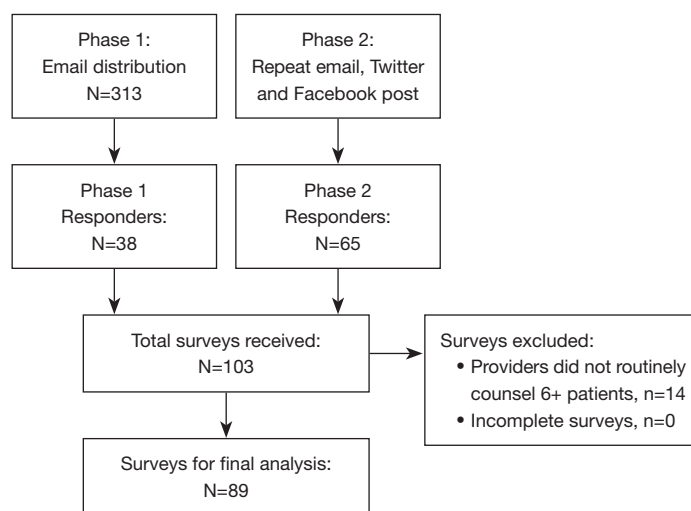 Phase 1:
Email distribution
N=313
Phase 2:
Repeat email, Twitter
and Facebook post
Phase 1
Responders:
N=38
Phase 2
Responders:
N=65
Total surveys received:
N=103
Surveys excluded:
• Providers did not routinely
counsel 6+ patients, n=14
• Incomplete surveys, n=0
Surveys for final analysis:
N=89